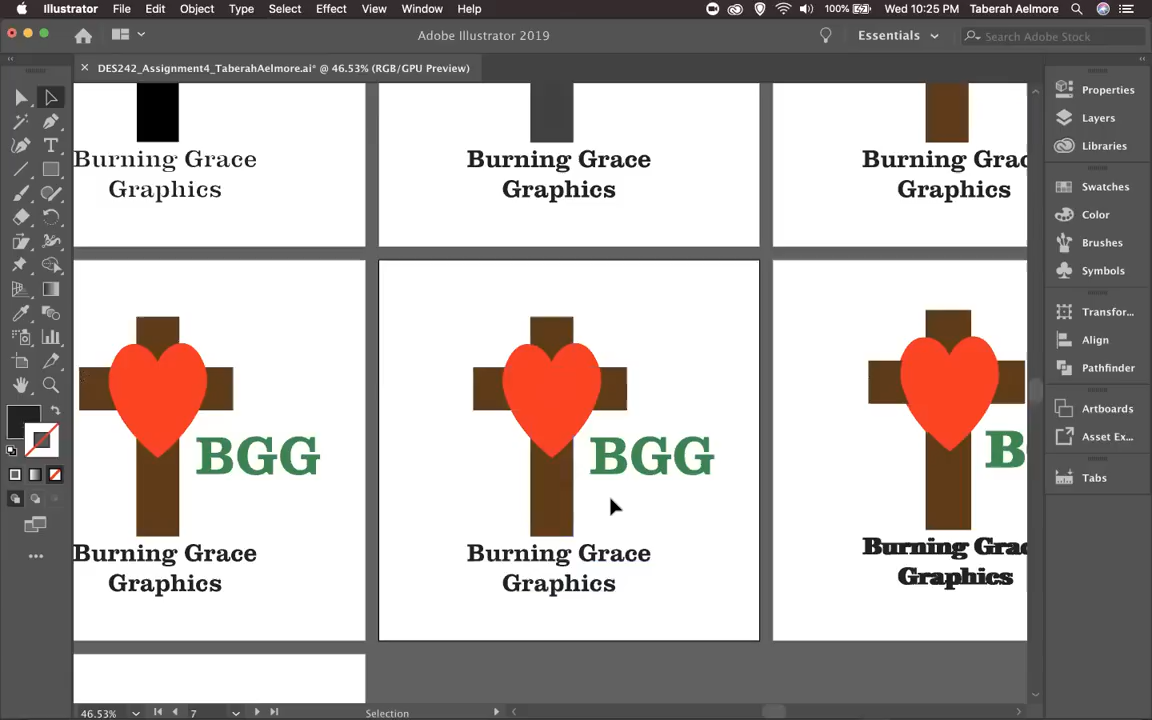 Illustrator File Edit Object Type Select Effect View Window Help 100% Wed 10:25 PM Taberah Aelmore
Adobe Illustrator 2019 Essentials Search Adobe Stock
DES242_Assignment4_TaberahAelmore.ai* @ 46.53% (RGB/GPU Preview)
Properties
Layers
Libraries
Swatches
Color
Brushes
Symbols
Transfor...
Align
Pathfinder
Artboards
Asset Ex...
Tabs
Burning Grace
Graphics
Burning Grace
Graphics
Burning Grac
Graphics
BGG
Burning Grace
Graphics
BGG
Burning Grace
Graphics
B
Burning Grac
Graphics
46.53% 7 Selection